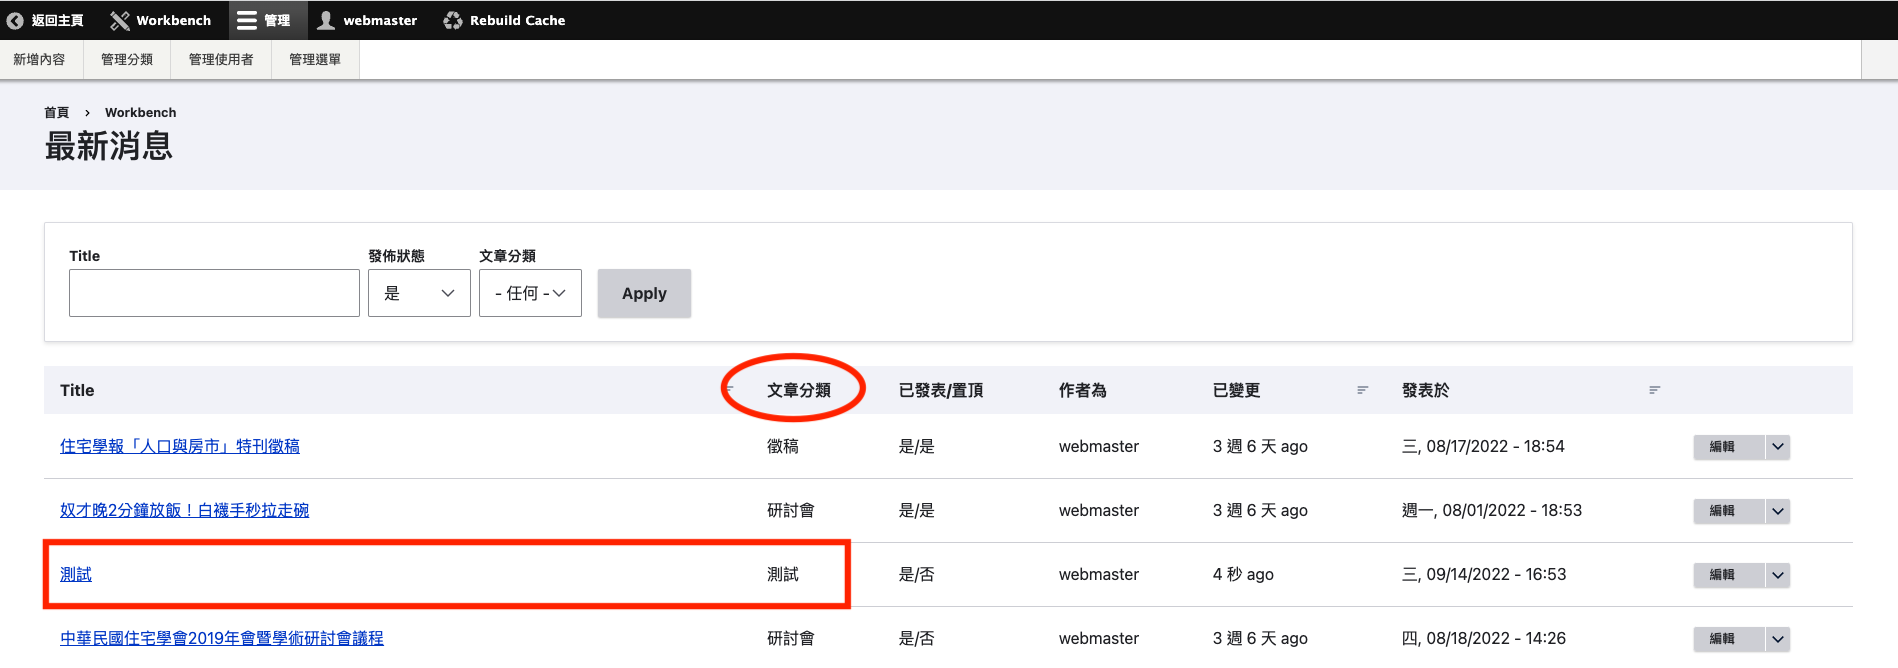 返回主頁 Workbench 管理 webmaster Rebuild Cache
新增內容 管理分類 管理使用者 管理選單
首頁 › Workbench
最新消息
Title 發佈狀態 文章分類
是 - 任何 - Apply
Title 文章分類 已發表/置頂 作者為 已變更 發表於
住宅學報「人口與房市」特刊徵稿 徵稿 是/是 webmaster 3 週 6 天 ago 三, 08/17/2022 - 18:54 編輯
奴才晚2分鐘放飯！白襪手秒拉走碗 研討會 是/是 webmaster 3 週 6 天 ago 週一, 08/01/2022 - 18:53 編輯
測試 測試 是/否 webmaster 4 秒 ago 三, 09/14/2022 - 16:53 編輯
中華民國住宅學會2019年會暨學術研討會議程 研討會 是/否 webmaster 3 週 6 天 ago 四, 08/18/2022 - 14:26 編輯